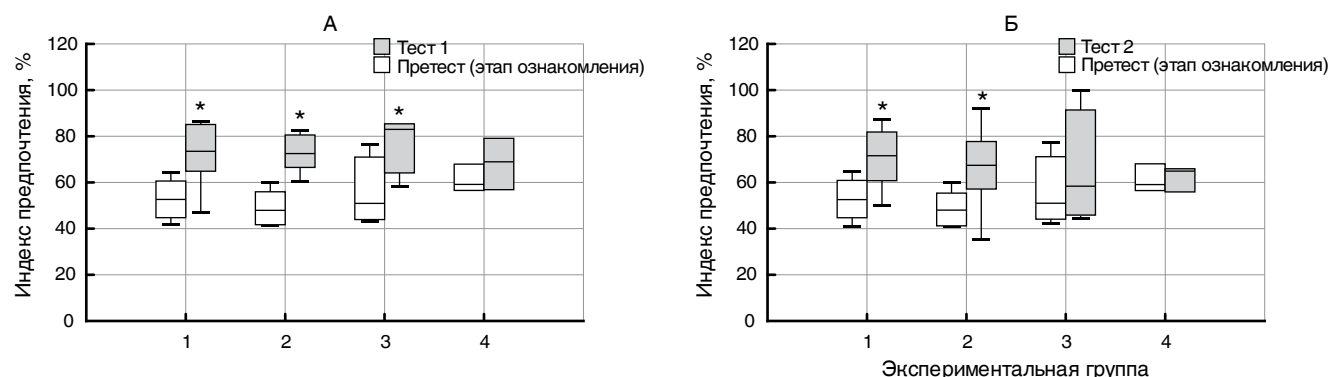 А
Тест 1
Претест (этап ознакомления)
Индекс предпочтения, %
120
100
80
60
40
20
0
*
*
*
1 2 3 4
Б
Тест 2
Претест (этап ознакомления)
Индекс предпочтения, %
120
100
80
60
40
20
0
*
*
1 2 3 4
Экспериментальная группа